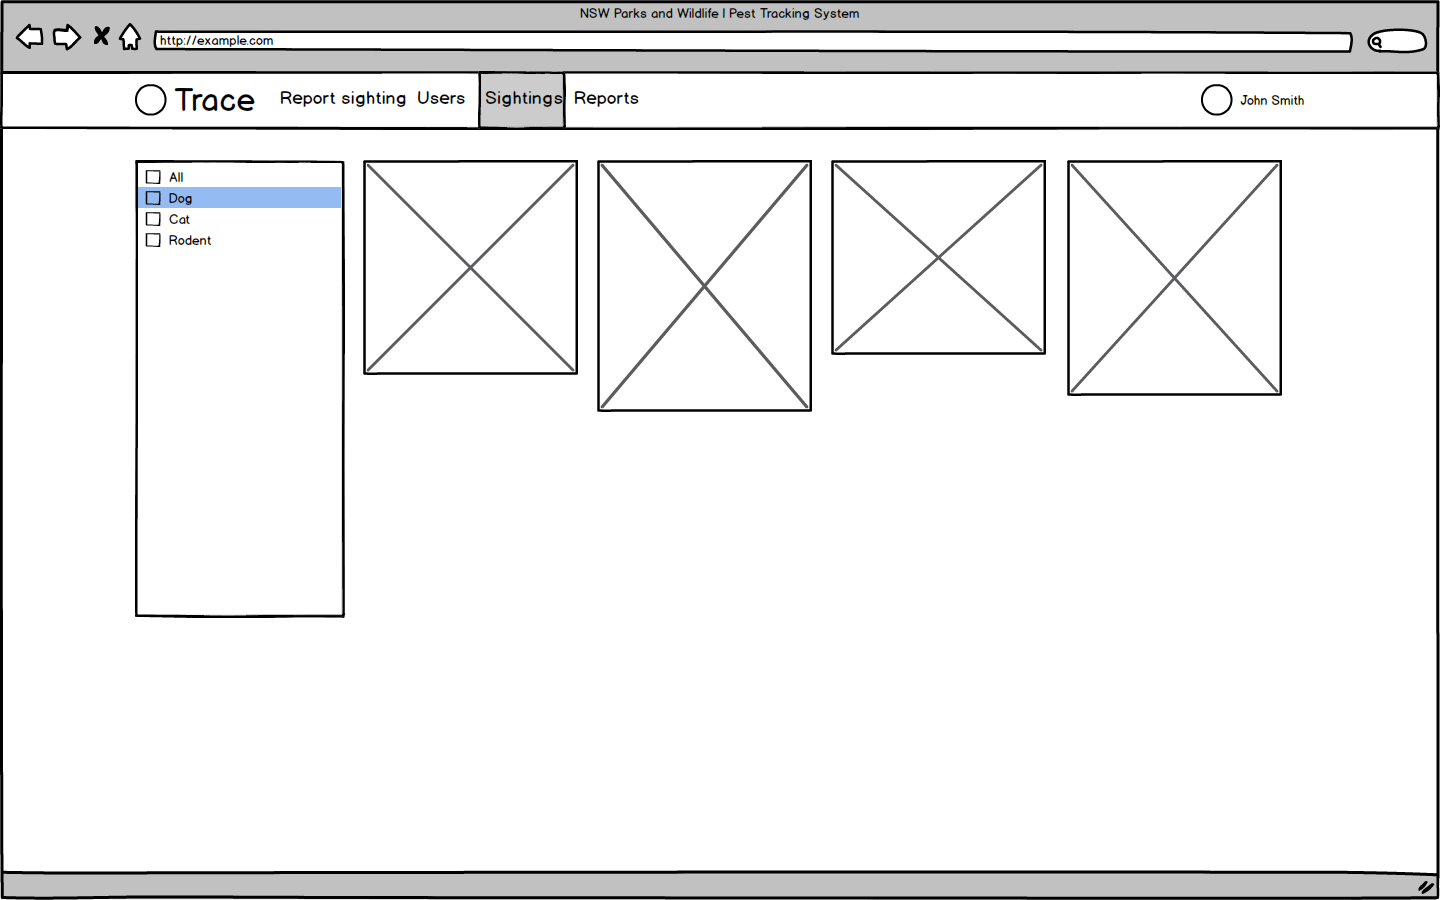 NSW Parks and Wildlife | Pest Tracking System
http://example.com
Trace Report sighting Users Sightings Reports John Smith
All
Dog
Cat
Rodent